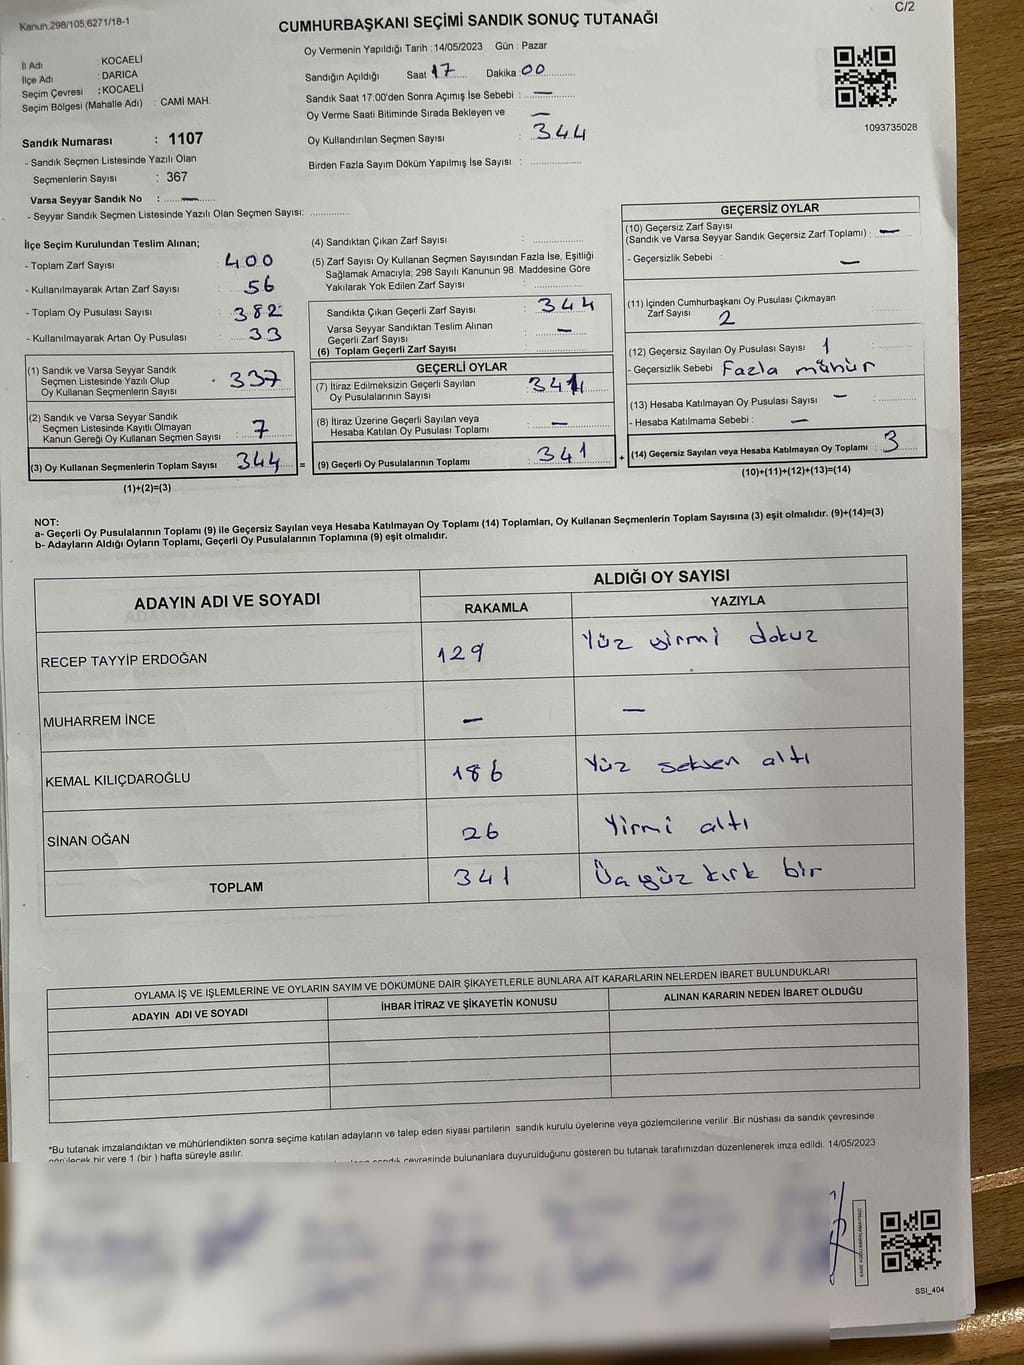 Kanun.298/105,6271/18-1
C/2
CUMHURBAŞKANI SEÇİMİ SANDIK SONUÇ TUTANAĞI
İl Adı : KOCAELİ
İlçe Adı : DARICA
Seçim Çevresi : KOCAELİ
Seçim Bölgesi (Mahalle Adı) : CAMİ MAH.
Oy Vermenin Yapıldığı Tarih : 14/05/2023 Gün : Pazar
Sandığın Açıldığı Saat 17 Dakika : 00
Sandık Saat 17:00'den Sonra Açımış İse Sebebi : —
Oy Verme Saati Bitiminde Sırada Bekleyen ve —
Oy Kullandırılan Seçmen Sayısı : 344
Birden Fazla Sayım Döküm Yapılmış İse Sayısı :
1093735028
Sandık Numarası : 1107
- Sandık Seçmen Listesinde Yazılı Olan
Seçmenlerin Sayısı : 367
Varsa Seyyar Sandık No : —
- Seyyar Sandık Seçmen Listesinde Yazılı Olan Seçmen Sayısı:
İlçe Seçim Kurulundan Teslim Alınan;
- Toplam Zarf Sayısı : 400
- Kullanılmayarak Artan Zarf Sayısı : 56
- Toplam Oy Pusulası Sayısı : 382
- Kullanılmayarak Artan Oy Pusulası : 33
(1) Sandık ve Varsa Seyyar Sandık
Seçmen Listesinde Yazılı Olup
Oy Kullanan Seçmenlerin Sayısı : 337
(2) Sandık ve Varsa Seyyar Sandık
Seçmen Listesinde Kayıtlı Olmayan
Kanun Gereği Oy Kullanan Seçmen Sayısı : 7
(3) Oy Kullanan Seçmenlerin Toplam Sayısı 344 =
(1)+(2)=(3)
(4) Sandıktan Çıkan Zarf Sayısı :
(5) Zarf Sayısı Oy Kullanan Seçmen Sayısından Fazla İse, Eşitliği
Sağlamak Amacıyla; 298 Sayılı Kanunun 98. Maddesine Göre
Yakılarak Yok Edilen Zarf Sayısı :
Sandıkta Çıkan Geçerli Zarf Sayısı : 344
Varsa Seyyar Sandıktan Teslim Alınan
Geçerli Zarf Sayısı : —
(6) Toplam Geçerli Zarf Sayısı :
GEÇERLİ OYLAR
(7) İtiraz Edilmeksizin Geçerli Sayılan
Oy Pusulalarının Sayısı : 341
(8) İtiraz Üzerine Geçerli Sayılan veya
Hesaba Katılan Oy Pusulası Toplamı : —
(9) Geçerli Oy Pusulalarının Toplamı : 341 +
GEÇERSİZ OYLAR
(10) Geçersiz Zarf Sayısı
(Sandık ve Varsa Seyyar Sandık Geçersiz Zarf Toplamı) : —
- Geçersizlik Sebebi : —
(11) İçinden Cumhurbaşkanı Oy Pusulası Çıkmayan
Zarf Sayısı 2
(12) Geçersiz Sayılan Oy Pusulası Sayısı 1
- Geçersizlik Sebebi Fazla mühür
(13) Hesaba Katılmayan Oy Pusulası Sayısı —
- Hesaba Katılmama Sebebi : —
(14) Geçersiz Sayılan veya Hesaba Katılmayan Oy Toplamı : 3
(10)+(11)+(12)+(13)=(14)
NOT:
a- Geçerli Oy Pusulalarının Toplamı (9) ile Geçersiz Sayılan veya Hesaba Katılmayan Oy Toplamı (14) Toplamları, Oy Kullanan Seçmenlerin Toplam Sayısına (3) eşit olmalıdır. (9)+(14)=(3)
b- Adayların Aldığı Oyların Toplamı, Geçerli Oy Pusulalarının Toplamına (9) eşit olmalıdır.
ADAYIN ADI VE SOYADI
ALDIĞI OY SAYISI
RAKAMLA YAZIYLA
RECEP TAYYİP ERDOĞAN 129 Yüz yirmi dokuz
MUHARREM İNCE — —
KEMAL KILIÇDAROĞLU 186 Yüz seksen altı
SİNAN OĞAN 26 Yirmi altı
TOPLAM 341 Üçyüz kırk bir
OYLAMA İŞ VE İŞLEMLERİNE VE OYLARIN SAYIM VE DÖKÜMÜNE DAİR ŞİKAYETLERLE BUNLARA AİT KARARLARIN NELERDEN İBARET BULUNDUKLARI
ADAYIN ADI VE SOYADI İHBAR İTİRAZ VE ŞİKAYETİN KONUSU ALINAN KARARIN NEDEN İBARET OLDUĞU
*Bu tutanak imzalandıktan ve mühürlendikten sonra seçime katılan adayların ve talep eden siyasi partilerin sandık kurulu üyelerine veya gözlemcilerine verilir .Bir nüshası da sandık çevresinde
görülecek bir yere 1 (bir ) hafta süreyle asılır.
sandık çevresinde bulunanlara duyurulduğunu gösteren bu tutanak tarafımızdan düzenlenerek imza edildi. 14/05/2023
KARE KODU KARALAMAYINIZ!
SSI_404